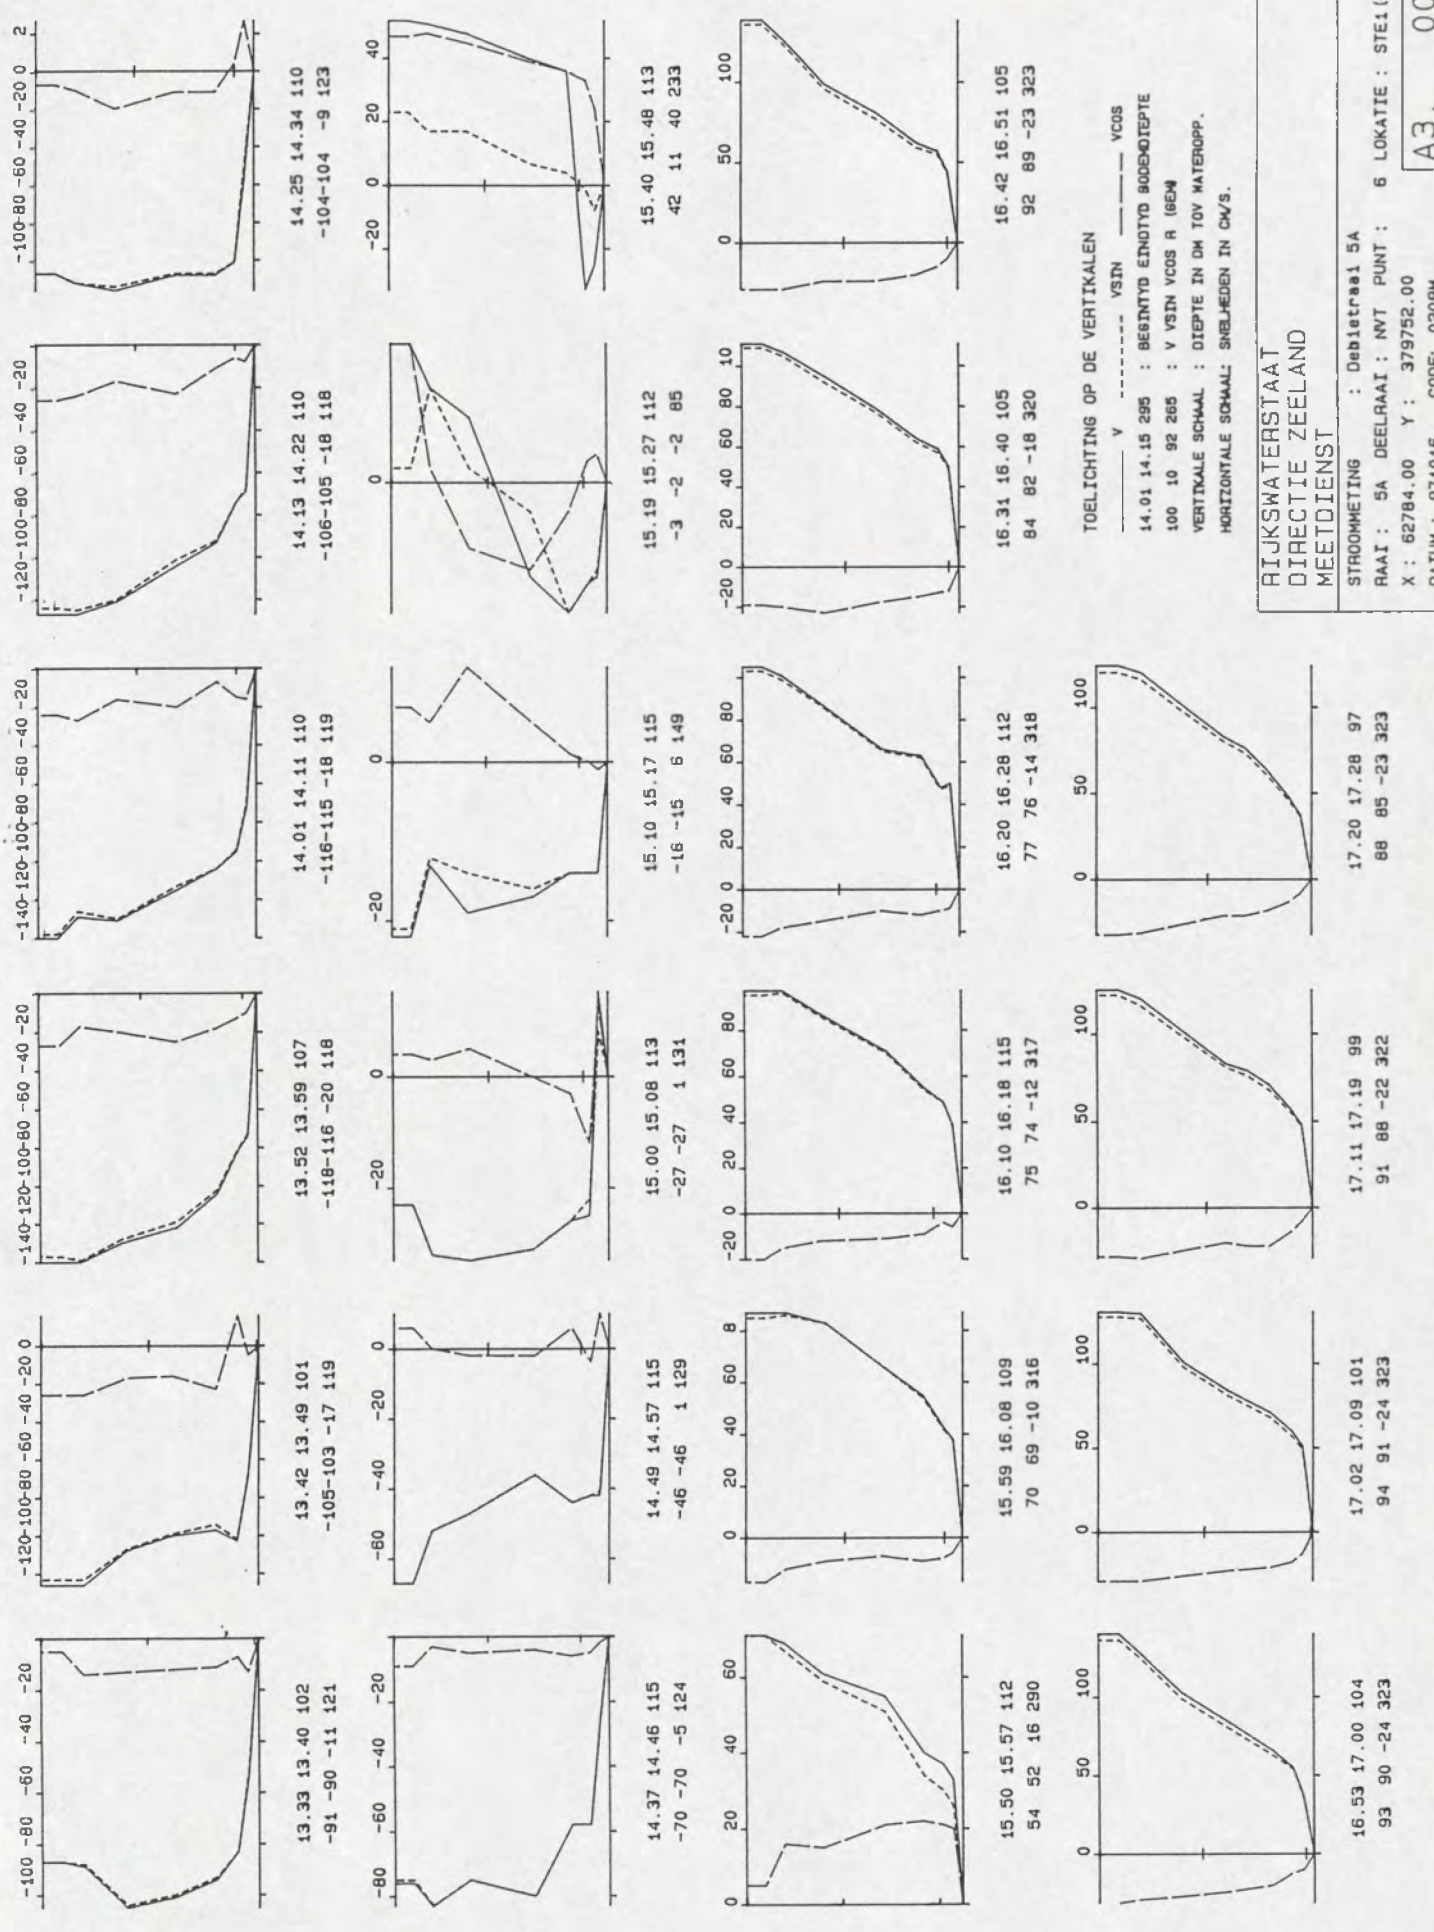 -100 -80 -60 -40 -20
13.33 13.40 102
-91 -90 -11 121
-120-100-80 -60 -40 -20 0
13.42 13.49 101
-105-103 -17 119
-140-120-100-80 -60 -40 -20
13.52 13.59 107
-118-116 -20 118
-140-120-100-80 -60 -40 -20
14.01 14.11 110
-116-115 -18 119
-120-100-80 -60 -40 -20
14.13 14.22 110
-106-105 -18 118
-100-80 -60 -40 -20 0 2
14.25 14.34 110
-104-104 -9 123
-80 -60 -40 -20
14.37 14.46 115
-70 -70 -5 124
-60 -40 -20 0
14.49 14.57 115
-46 -46 1 129
-20 0
15.00 15.08 113
-27 -27 1 131
-20 0
15.10 15.17 115
-16 -15 6 149
0
15.19 15.27 112
-3 -2 -2 85
-20 0 20 40
15.40 15.48 113
42 11 40 233
0 20 40 60
15.50 15.57 112
54 52 16 290
0 20 40 60 8
15.59 16.08 109
70 69 -10 316
-20 0 20 40 60 80
16.10 16.18 115
75 74 -12 317
-20 0 20 40 60 80
16.20 16.28 112
77 76 -14 318
-20 0 20 40 60 80 10
16.31 16.40 105
84 82 -18 320
0 50 100
16.42 16.51 105
92 89 -23 323
0 50 100
16.53 17.00 104
93 90 -24 323
0 50 100
17.02 17.09 101
94 91 -24 323
0 50 100
17.11 17.19 99
91 88 -22 322
0 50 100
17.20 17.28 97
88 85 -23 323
TOELICHTING OP DE VERTIKALEN
V VSIN VCOS
14.01 14.15 295 : BEGINTYD EINDTYD BODEMDIEPTE
100 10 92 265 : V VSIN VCOS R (GEM)
VERTIKALE SCHAAL : DIEPTE IN DM TOV WATEROPP.
HORIZONTALE SCHAAL: SNELHEDEN IN CM/S.
RIJKSWATERSTAAT
DIRECTIE ZEELAND
MEETDIENST
STROOMMETING : Debietraai 5A
RAAI : 5A DEELRAAI : NVT PUNT : 6 LOKATIE : STE1(
X : 62784.00 Y : 379752.00
A3. 00